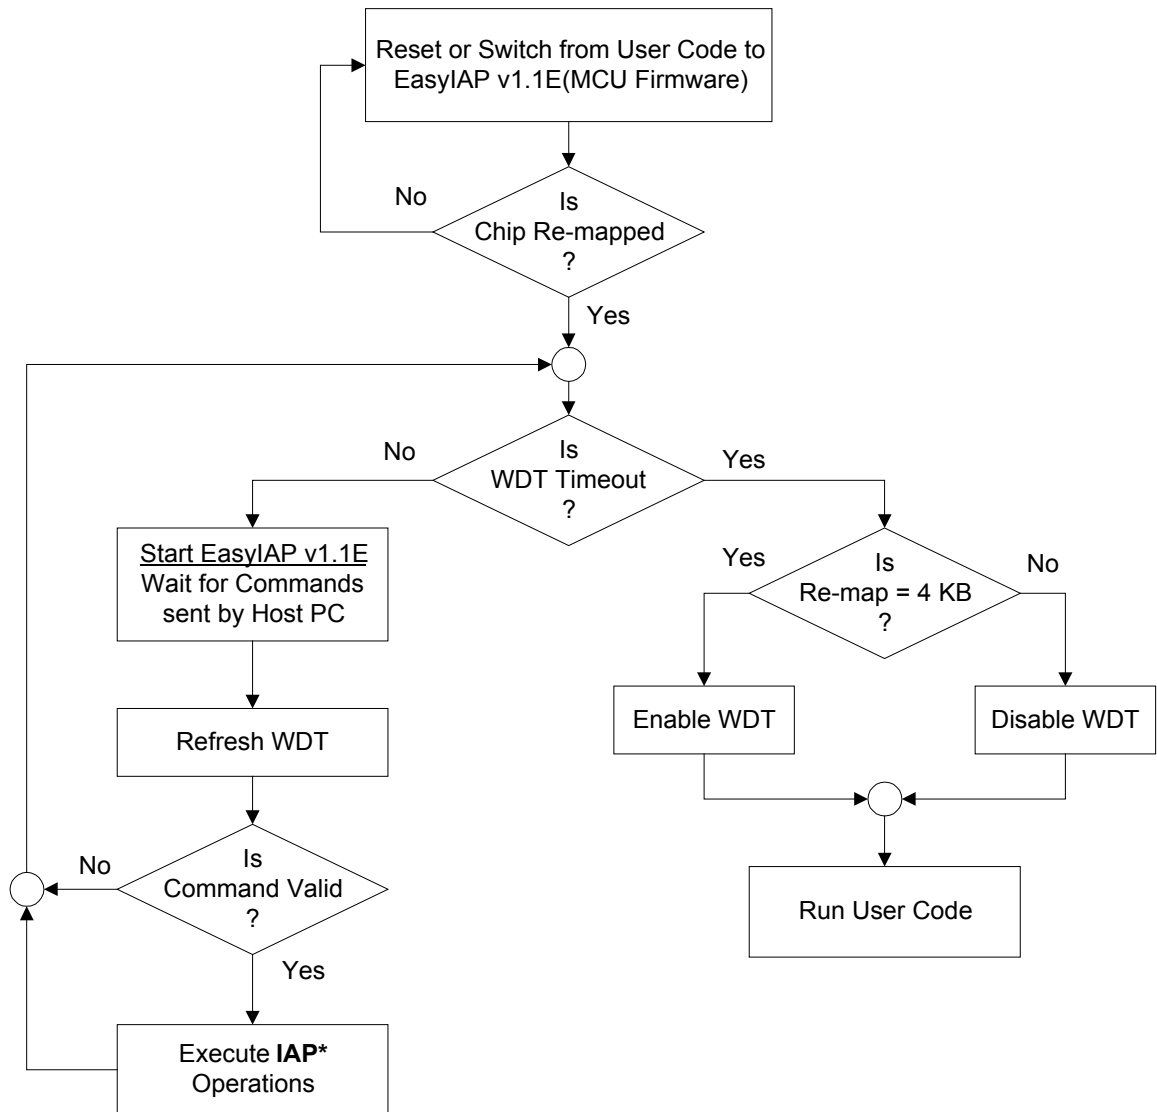 Reset or Switch from User Code to
EasyIAP v1.1E(MCU Firmware)
No
Is
Chip Re-mapped
?
Yes
No
Is
WDT Timeout
?
Yes
Start EasyIAP v1.1E
Wait for Commands
sent by Host PC
Yes
Is
Re-map = 4 KB
?
No
Refresh WDT
Enable WDT
Disable WDT
No
Is
Command Valid
?
Yes
Run User Code
Execute IAP*
Operations